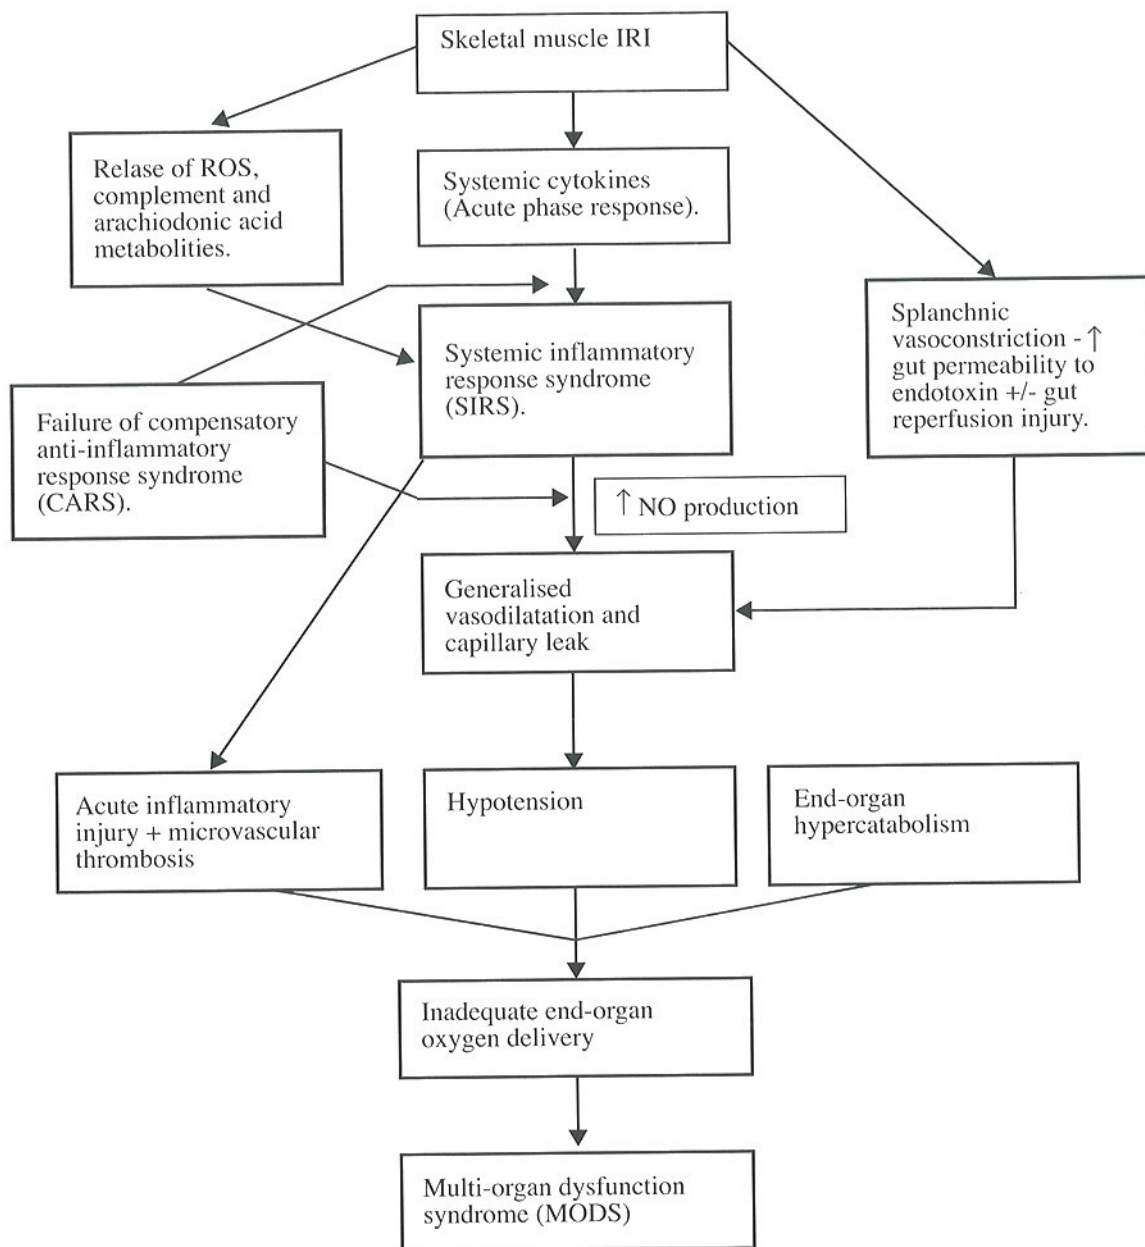 Skeletal muscle IRI
Relase of ROS,
complement and
arachiodonic acid
metabolities.
Systemic cytokines
(Acute phase response).
Splanchnic
vasoconstriction - ↑
gut permeability to
endotoxin +/- gut
reperfusion injury.
Systemic inflammatory
response syndrome
(SIRS).
Failure of compensatory
anti-inflammatory
response syndrome
(CARS).
↑ NO production
Generalised
vasodilatation and
capillary leak
Acute inflammatory
injury + microvascular
thrombosis
Hypotension
End-organ
hypercatabolism
Inadequate end-organ
oxygen delivery
Multi-organ dysfunction
syndrome (MODS)